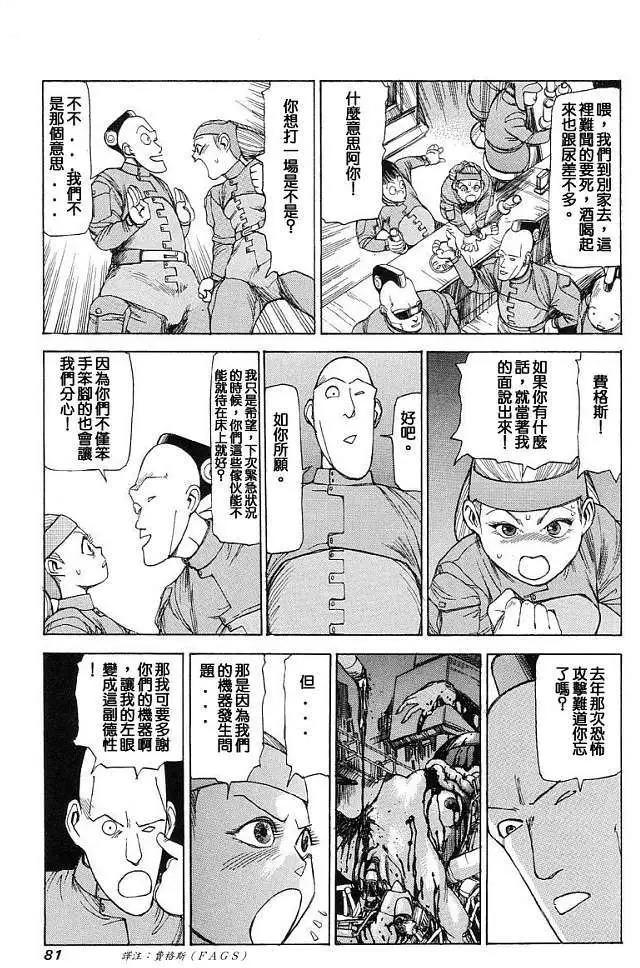 喂，我們到別家去，這
裡難聞的要死，酒喝起
來也跟尿差不多。
什麼意思阿你！
你想打一場是不是？
不不．．我們不
是那個意思．．．
費格斯！
如果你有什麼
話，就當著我
的面說出來！
好吧。
如你所願。
我只是希望，下次緊急狀況
的時候，你們這些傢伙能不
能就待在床上就好？
因為你們不僅笨
手笨腳的也會讓
我們分心！
去年那次恐怖
攻擊難道你忘
了嗎？
但．．．
那是因為我們
的機器發生問
題．．．
那我可要多謝
你們的機器啊
，讓我的左眼
變成這副德性
！
81
譯注：費格斯（FAGS）